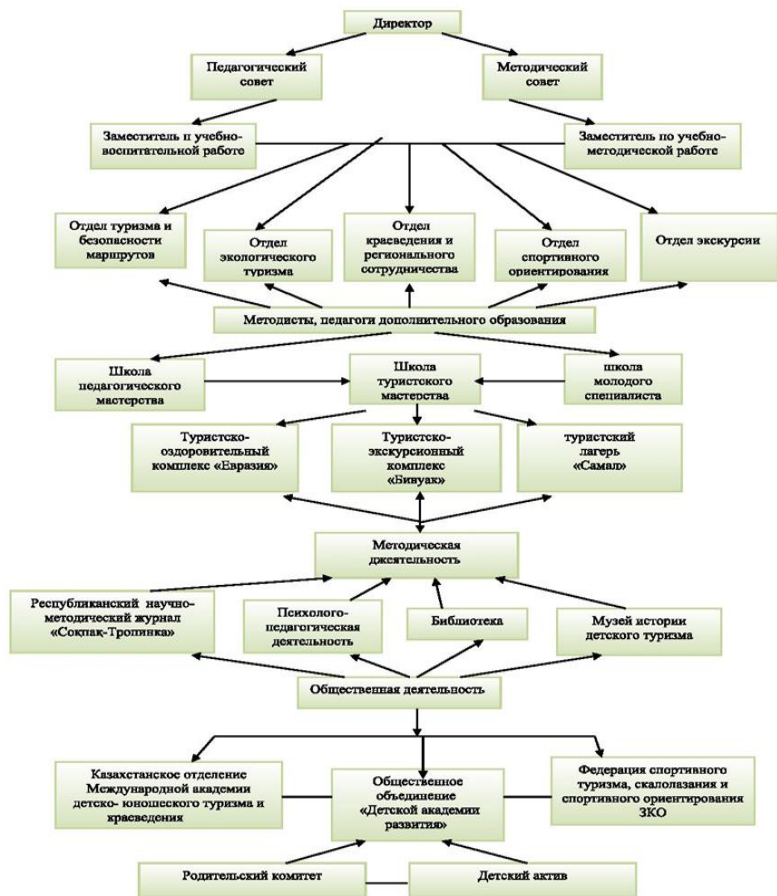 Директор
Педагогический
совет
Методический
совет
Заместитель п учебно-
воспитательной работе
Заместитель по учебно-
методической работе
Отдел туризма и
безопасности
маршрутов
Отдел
экологического
туризма
Отдел
краеведения и
регионального
сотрудничества
Отдел
спортивного
ориентирования
Отдел экскурсии
Методисты, педагоги дополнительного образования
Школа
педагогического
мастерства
Школа
туристского
мастерства
школа
молодого
специалиста
Туристско-
оздоровительный
комплекс «Евразия»
Туристско-
экскурсионный
комплекс
«Бивуак»
туристский
лагерь
«Самал»
Методическая
джеятельность
Республиканский научно-
методический журнал
«Соқпақ-Тропинка»
Психолого-
педагогическая
деятельность
Библиотека
Музей истории
детского туризма
Общественная деятельность
Казахстанское отделение
Международной академии
детско- юношеского туризма и
краеведения
Общественное
объединение
«Детской академии
развития»
Федерация спортивного
туризма, скалолазания и
спортивного ориентирования
ЗКО
Родительский комитет
Детский актив